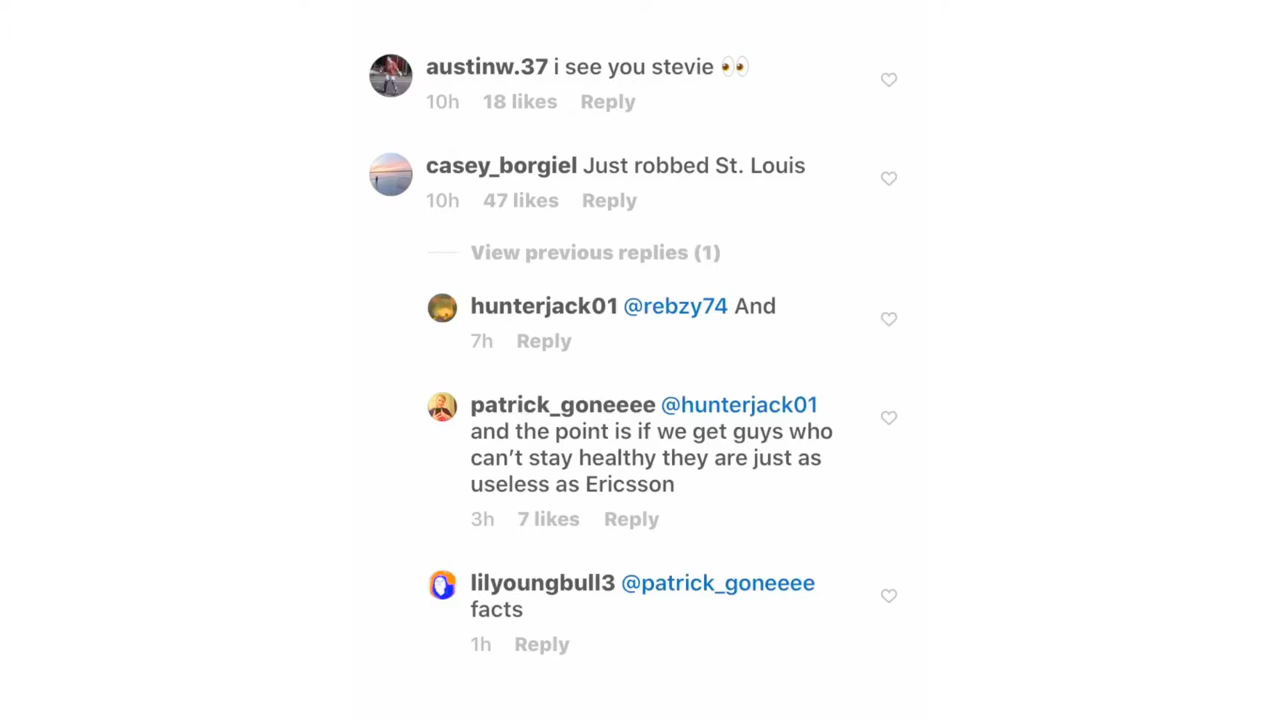 austinw.37 i see you stevie 👀
10h 18 likes Reply
casey_borgiel Just robbed St. Louis
10h 47 likes Reply
View previous replies (1)
hunterjack01 @rebzy74 And
7h Reply
patrick_goneeee @hunterjack01
and the point is if we get guys who
can’t stay healthy they are just as
useless as Ericsson
3h 7 likes Reply
lilyoungbull3 @patrick_goneeee
facts
1h Reply